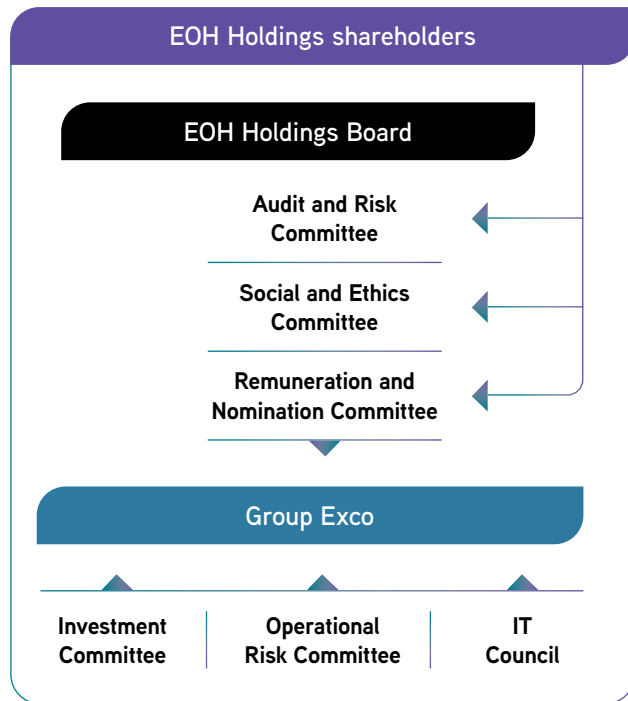 EOH Holdings shareholders
EOH Holdings Board
Audit and Risk
Committee
Social and Ethics
Committee
Remuneration and
Nomination Committee
Group Exco
Investment
Committee
Operational
Risk Committee
IT
Council